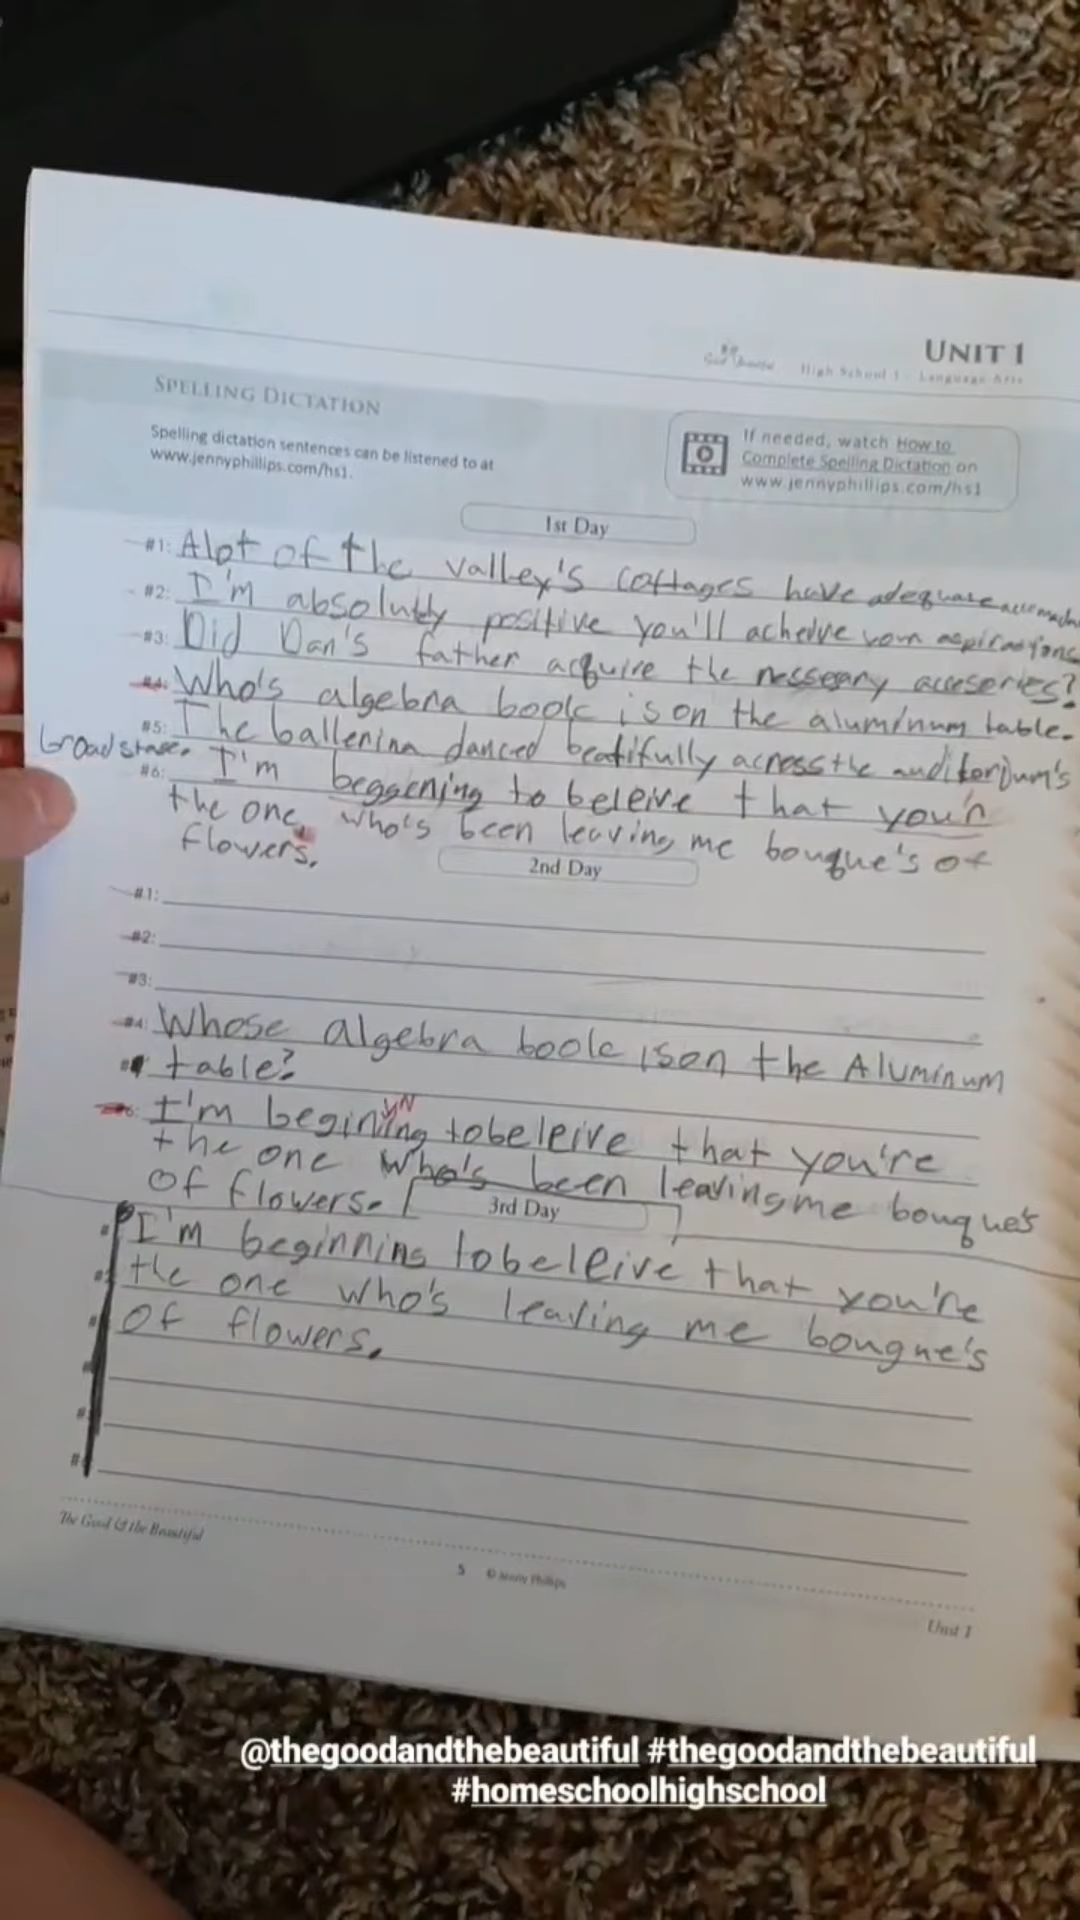 UNIT 1
High School 1 - Language Arts
SPELLING DICTATION
Spelling dictation sentences can be listened to at
www.jennyphillips.com/hs1.
If needed, watch How to
Complete Spelling Dictation on
www.jennyphillips.com/hs1
1st Day
#1: Alot of the valley's cottages have adequate
#2: I'm absolutly positive you'll acheive your aspirations
#3: Did Dan's father acquire the nessesary accesories?
#4: Who's algebra book is on the aluminum table.
#5: The ballerina danced beatifully across the auditorium's
broad stage.
#6: I'm beggening to beleive that your
the one who's been leaving me bouque's of
flowers.
2nd Day
#1:
#2:
#3:
#4: Whose algebra book is on the Aluminum
table?
#6: I'm begining to beleive that you're
the one who's been leaving me bouque's
of flowers.
3rd Day
I'm beginning to beleive that you're
the one who's leaving me bouque's
of flowers.
The Good & the Beautiful
5 © Jenny Phillips
Unit 1
@thegoodandthebeautiful #thegoodandthebeautiful
#homeschoolhighschool